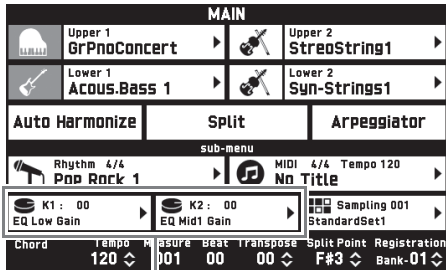 MAIN
Upper 1
GrPnoConcert
Upper 2
StreoString1
Lower 1
Acous.Bass 1
Lower 2
Syn-Strings1
Auto Harmonize
Split
Arpeggiator
sub-menu
Rhythm 4/4
Pop Rock 1
MIDI 4/4 Tempo 120
No Title
K1 : 00
EQ Low Gain
K2 : 00
EQ Mid1 Gain
Sampling 001
StandardSet1
Chord Tempo Measure Beat Transpose Split Point Registration
120 001 00 00 F#3 Bank-01